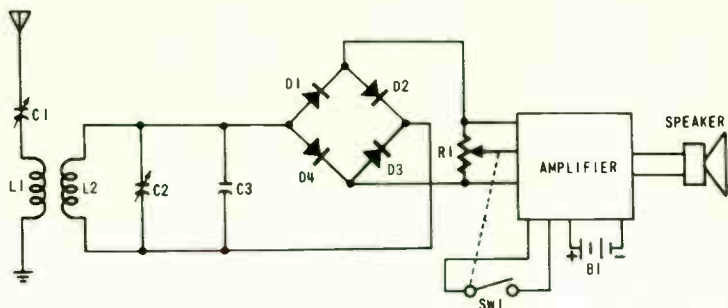 C1
L1
L2
C2
C3
D1
D2
D4
D3
R1
AMPLIFIER
SPEAKER
+
B1
-
SW1